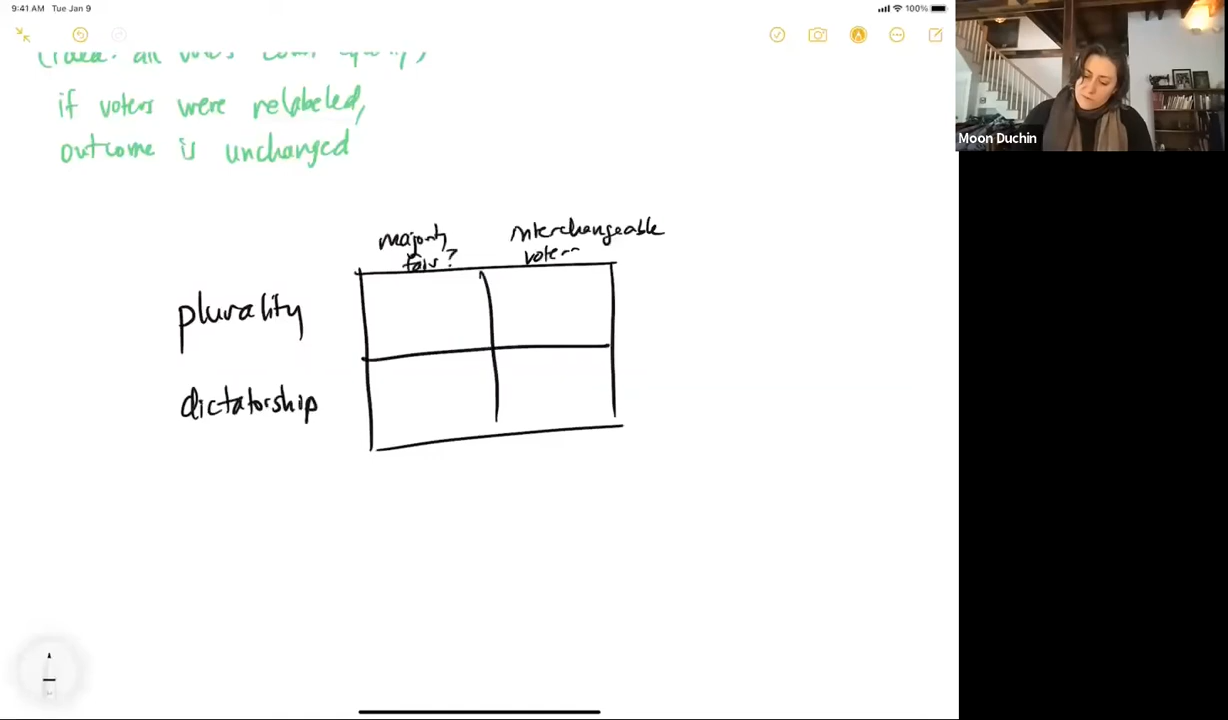 9:41 AM Tue Jan 9
100%
if voters were relabeled,
outcome is unchanged
majority
fair?
interchangeable
voters
plurality
dictatorship
Moon Duchin